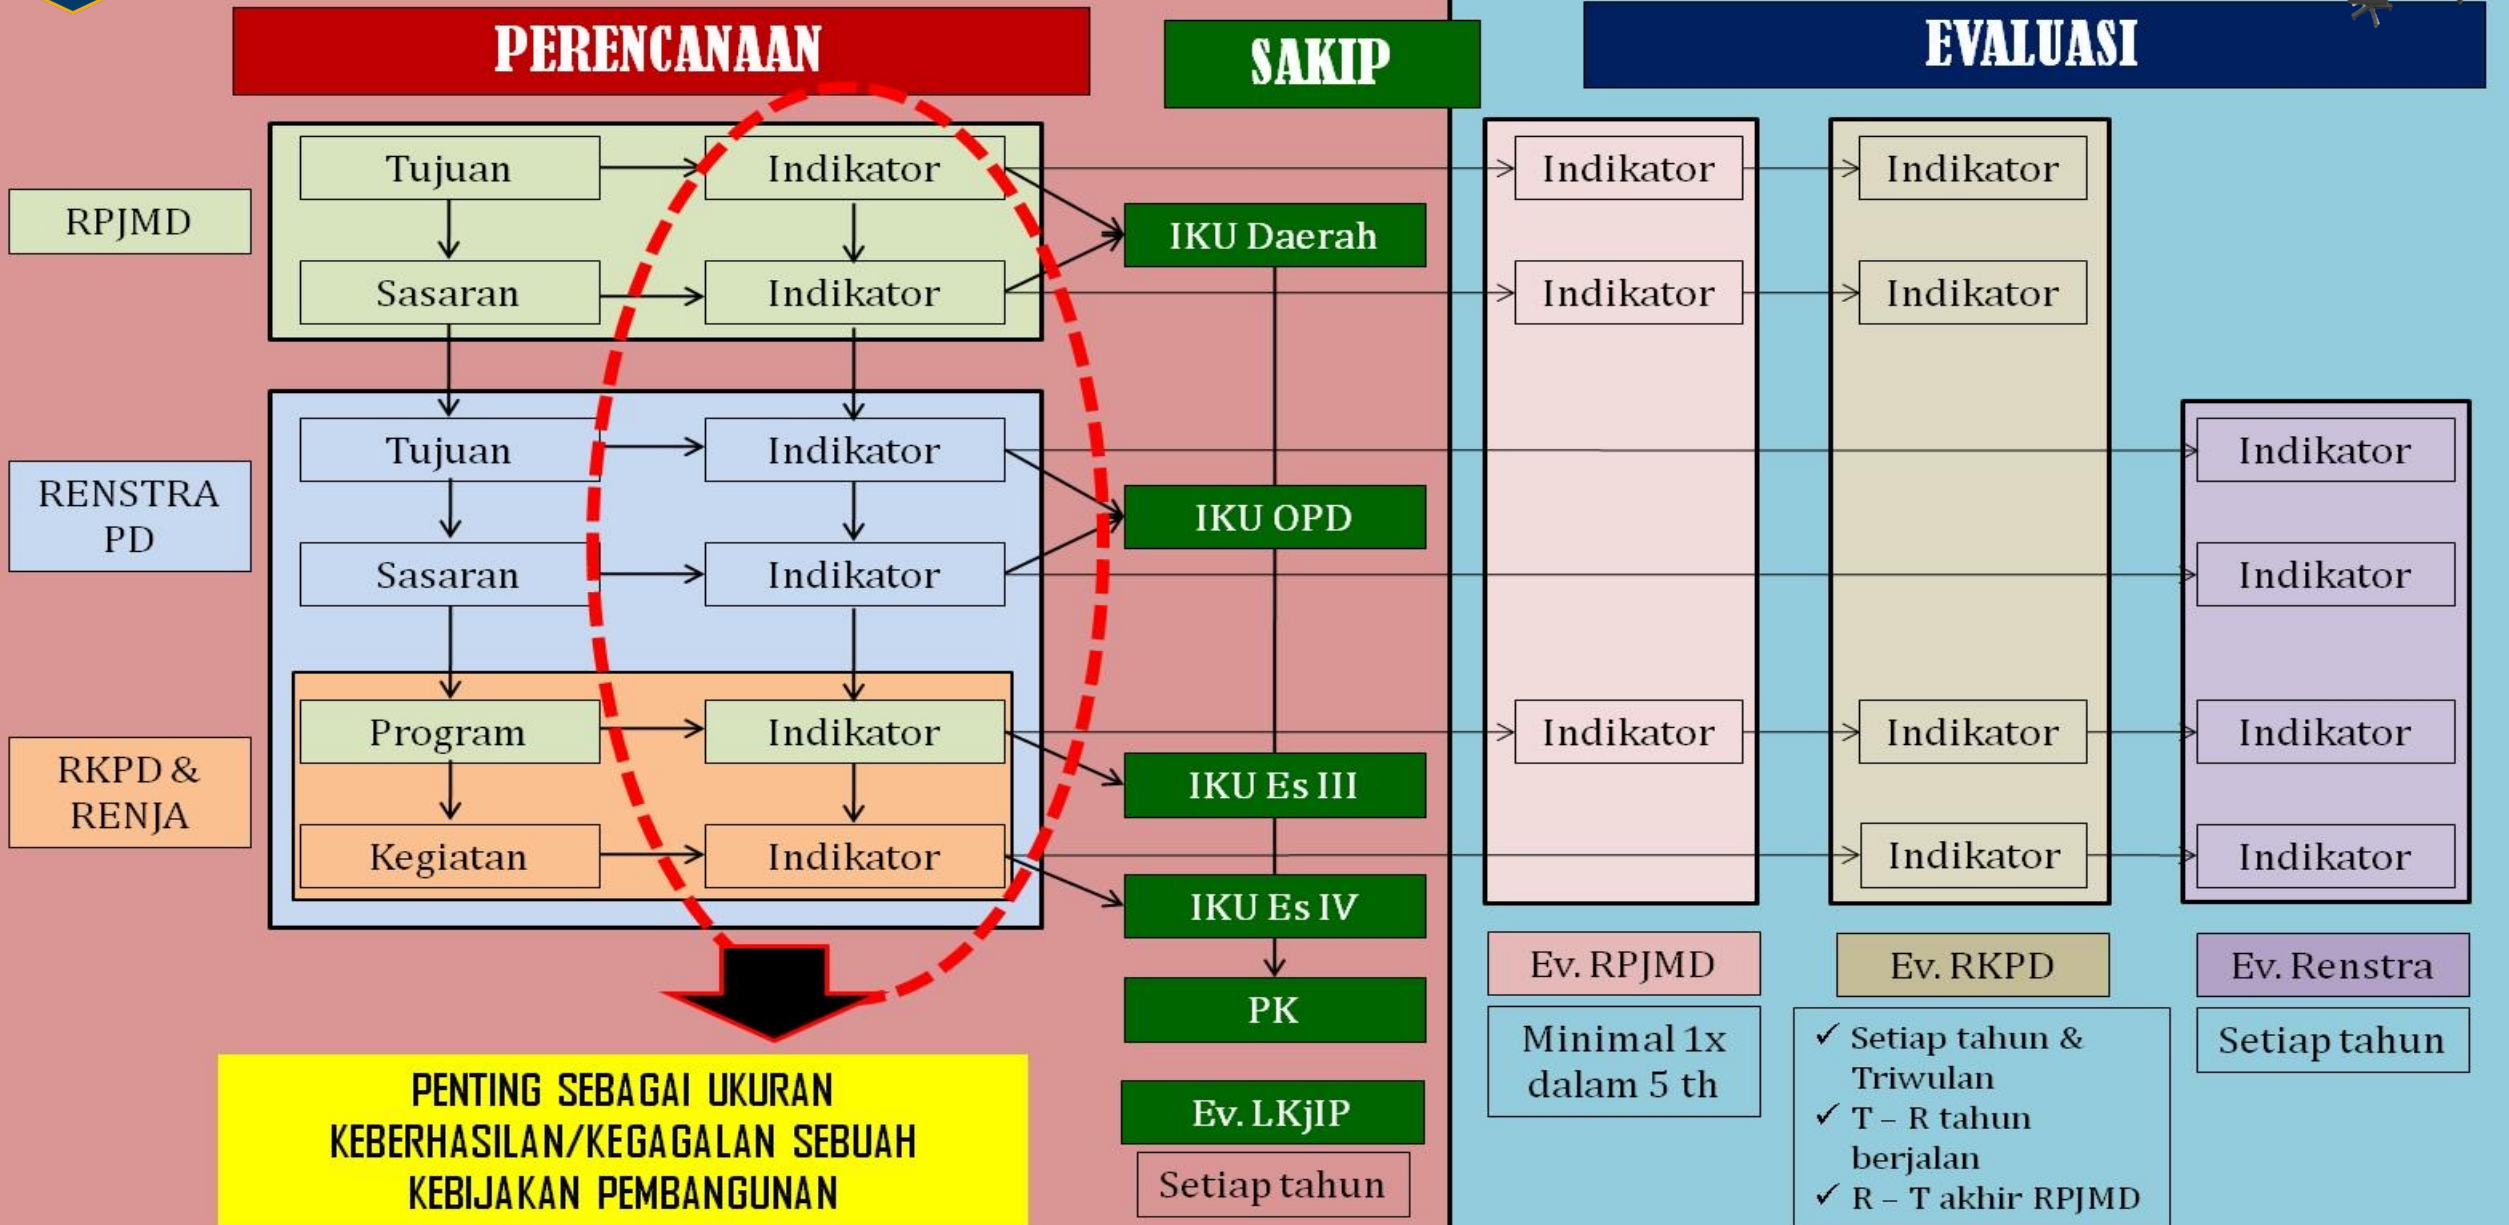 PERENCANAAN
SAKIP
EVALUASI
RPJMD
Tujuan
Indikator
Sasaran
Indikator
IKU Daerah
Indikator
Indikator
Indikator
Indikator
RENSTRA
PD
Tujuan
Indikator
Sasaran
Indikator
IKU OPD
Indikator
Indikator
RKPD &
RENJA
Program
Indikator
Kegiatan
Indikator
IKU Es III
IKU Es IV
Indikator
Indikator
Indikator
Indikator
Indikator
PK
Ev. LKjIP
Setiap tahun
Ev. RPJMD
Minimal 1x
dalam 5 th
Ev. RKPD
✓ Setiap tahun &
Triwulan
✓ T – R tahun
berjalan
✓ R – T akhir RPJMD
Ev. Renstra
Setiap tahun
PENTING SEBAGAI UKURAN
KEBERHASILAN/KEGAGALAN SEBUAH
KEBIJAKAN PEMBANGUNAN